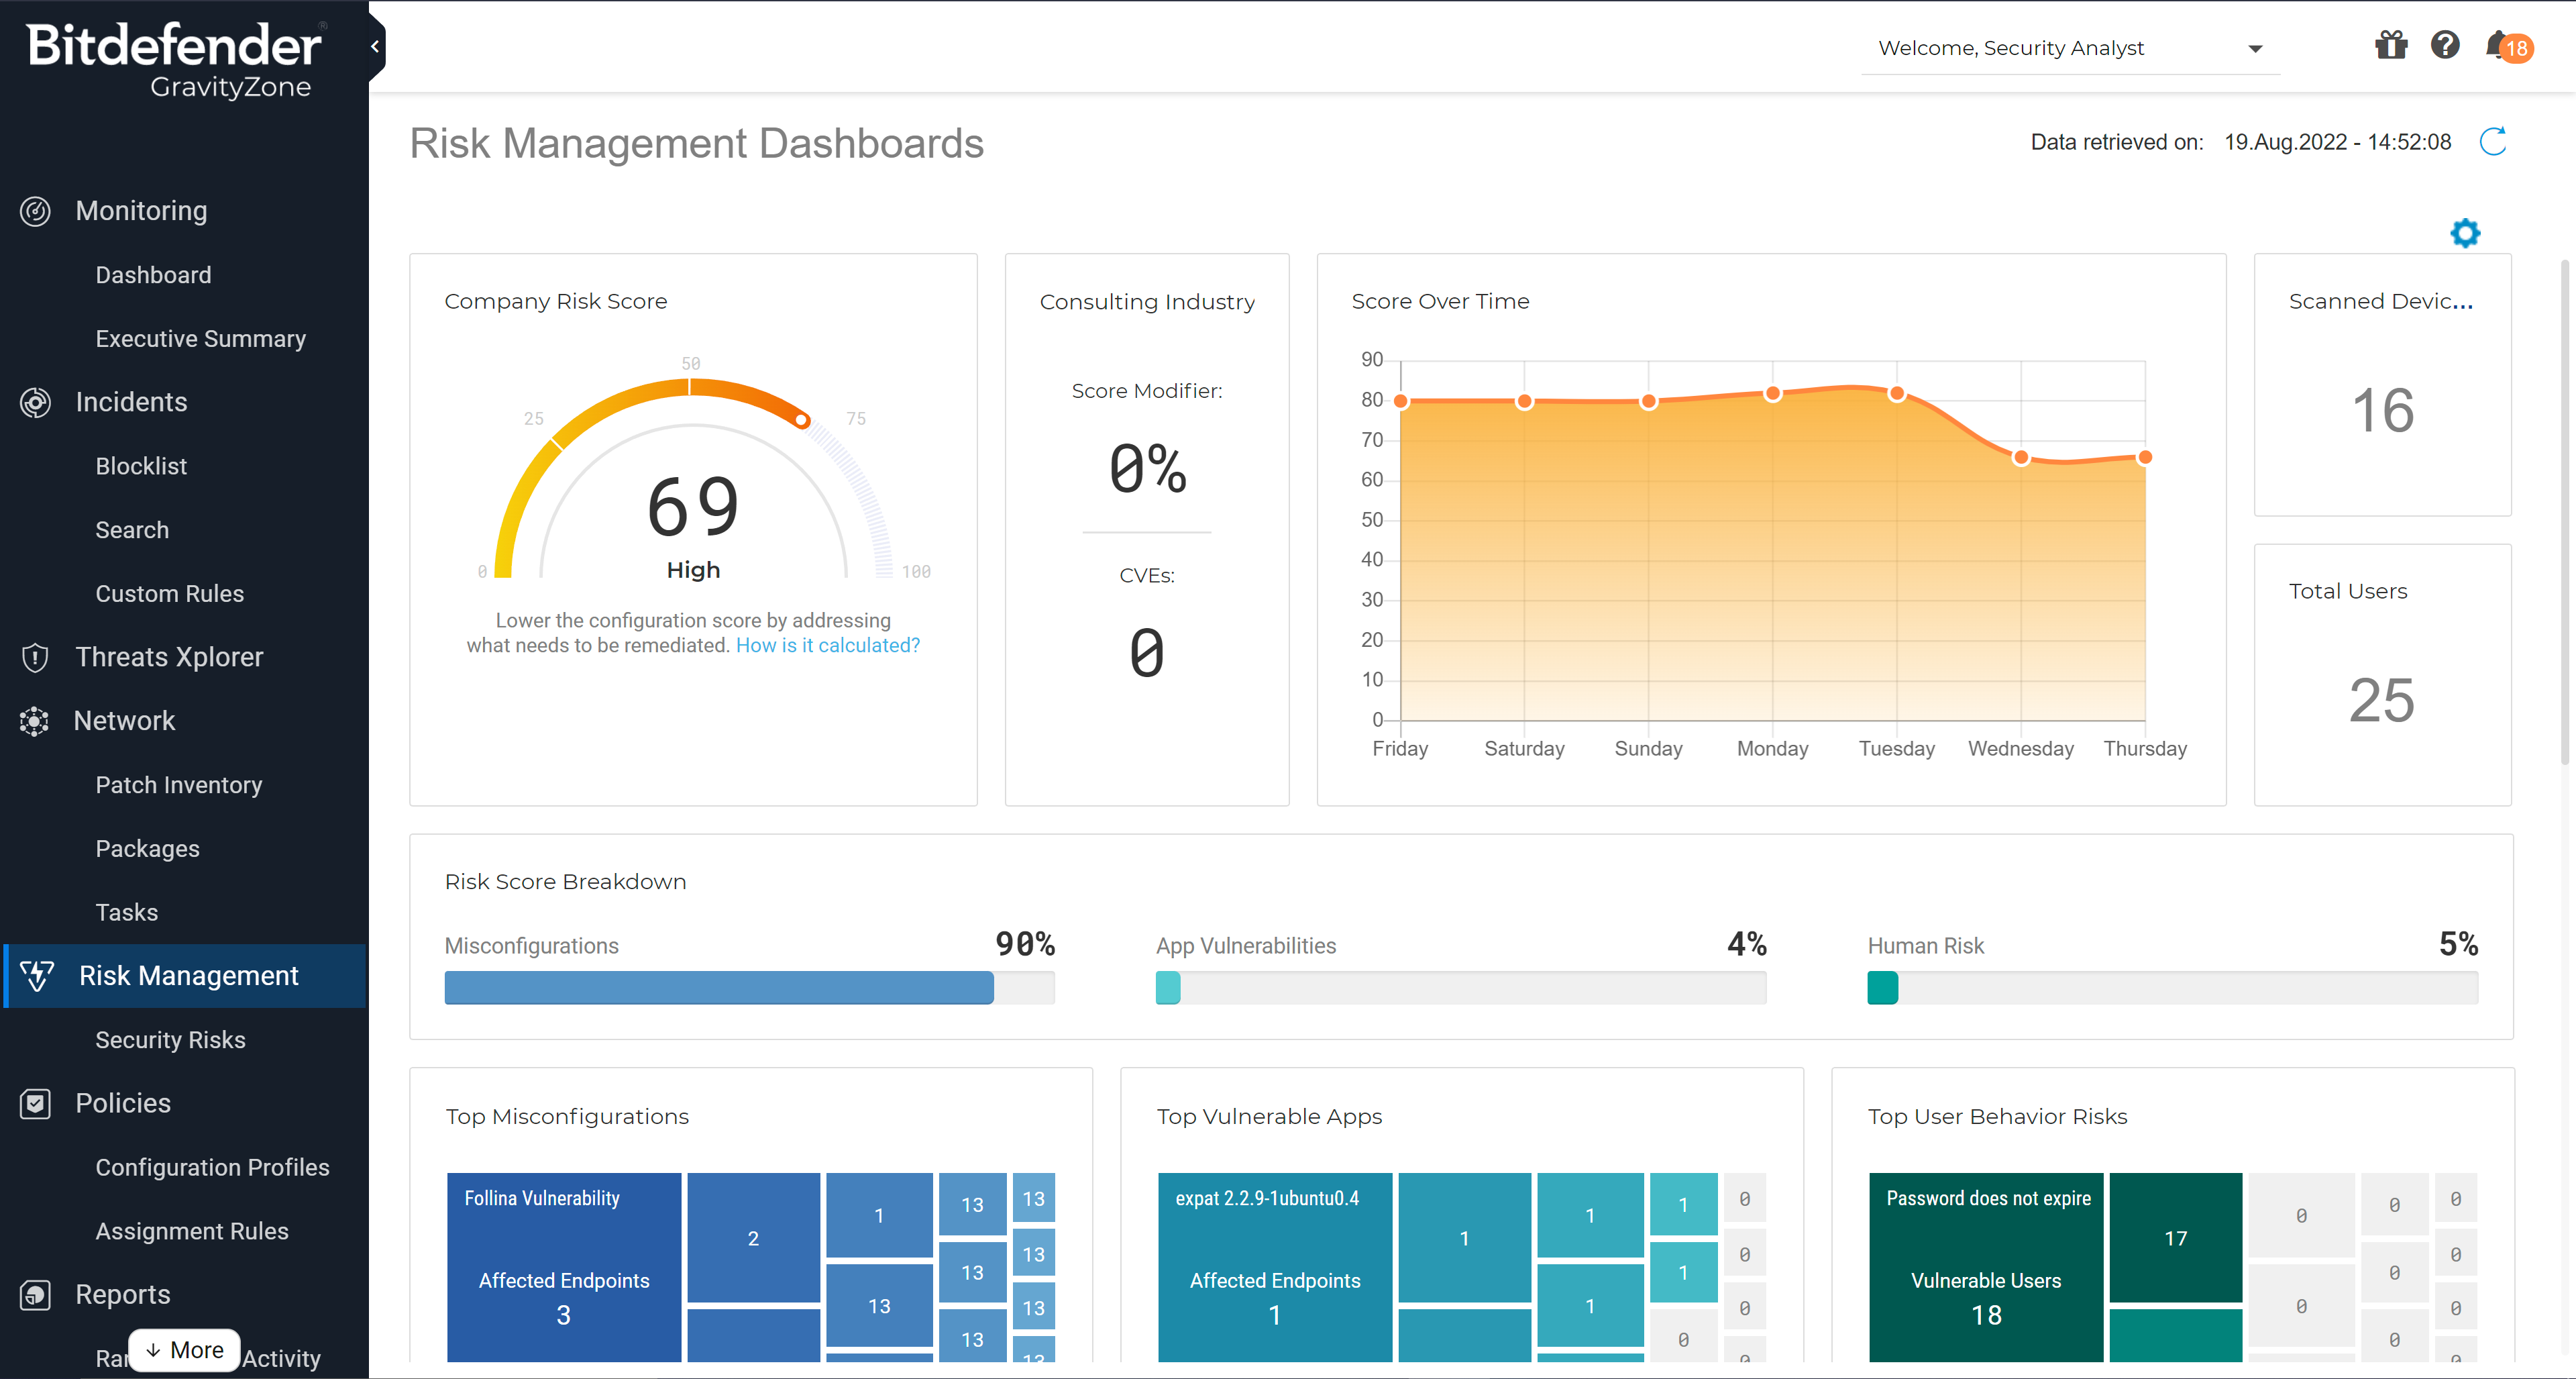 Bitdefender®
GravityZone
Welcome, Security Analyst
18
Risk Management Dashboards
Data retrieved on: 19.Aug.2022 - 14:52:08
Monitoring
Dashboard
Executive Summary
Incidents
Blocklist
Search
Custom Rules
Threats Xplorer
Network
Patch Inventory
Packages
Tasks
Risk Management
Security Risks
Policies
Configuration Profiles
Assignment Rules
Reports
Activity
More
Company Risk Score
50
25
75
0
100
69
High
Lower the configuration score by addressing
what needs to be remediated. How is it calculated?
Consulting Industry
Score Modifier:
0%
CVEs:
0
Score Over Time
90
80
70
60
50
40
30
20
10
0
Friday Saturday Sunday Monday Tuesday Wednesday Thursday
Scanned Devic...
16
Total Users
25
Risk Score Breakdown
Misconfigurations 90%
App Vulnerabilities 4%
Human Risk 5%
Top Misconfigurations
Follina Vulnerability
Affected Endpoints
3
2
1
13
13
13
13
13
13
13
13
Top Vulnerable Apps
expat 2.2.9-1ubuntu0.4
Affected Endpoints
1
1
1
1
1
1
0
0
0
0
0
Top User Behavior Risks
Password does not expire
Vulnerable Users
18
17
0
0
0
0
0
0
0
0
0